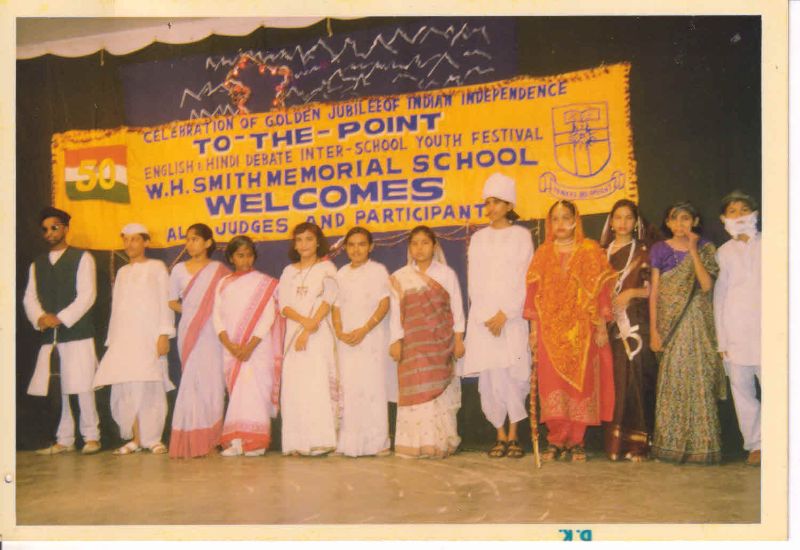 CELEBRATION OF GOLDEN JUBILEE OF INDIAN INDEPENDENCE
50
TO-THE-POINT
ENGLISH & HINDI DEBATE INTER-SCHOOL YOUTH FESTIVAL
W.H. SMITH MEMORIAL SCHOOL
WELCOMES
ALL JUDGES AND PARTICIPANTS
D.K.